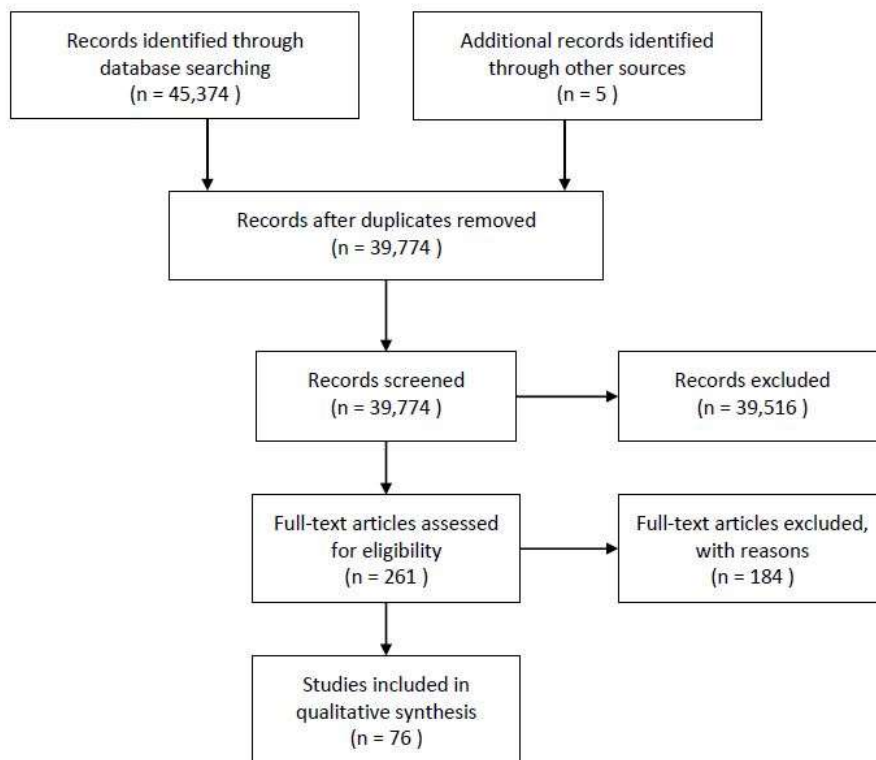 Records identified through
database searching
(n = 45,374 )
Additional records identified
through other sources
(n = 5 )
Records after duplicates removed
(n = 39,774 )
Records screened
(n = 39,774 )
Records excluded
(n = 39,516 )
Full-text articles assessed
for eligibility
(n = 261 )
Full-text articles excluded,
with reasons
(n = 184 )
Studies included in
qualitative synthesis
(n = 76 )